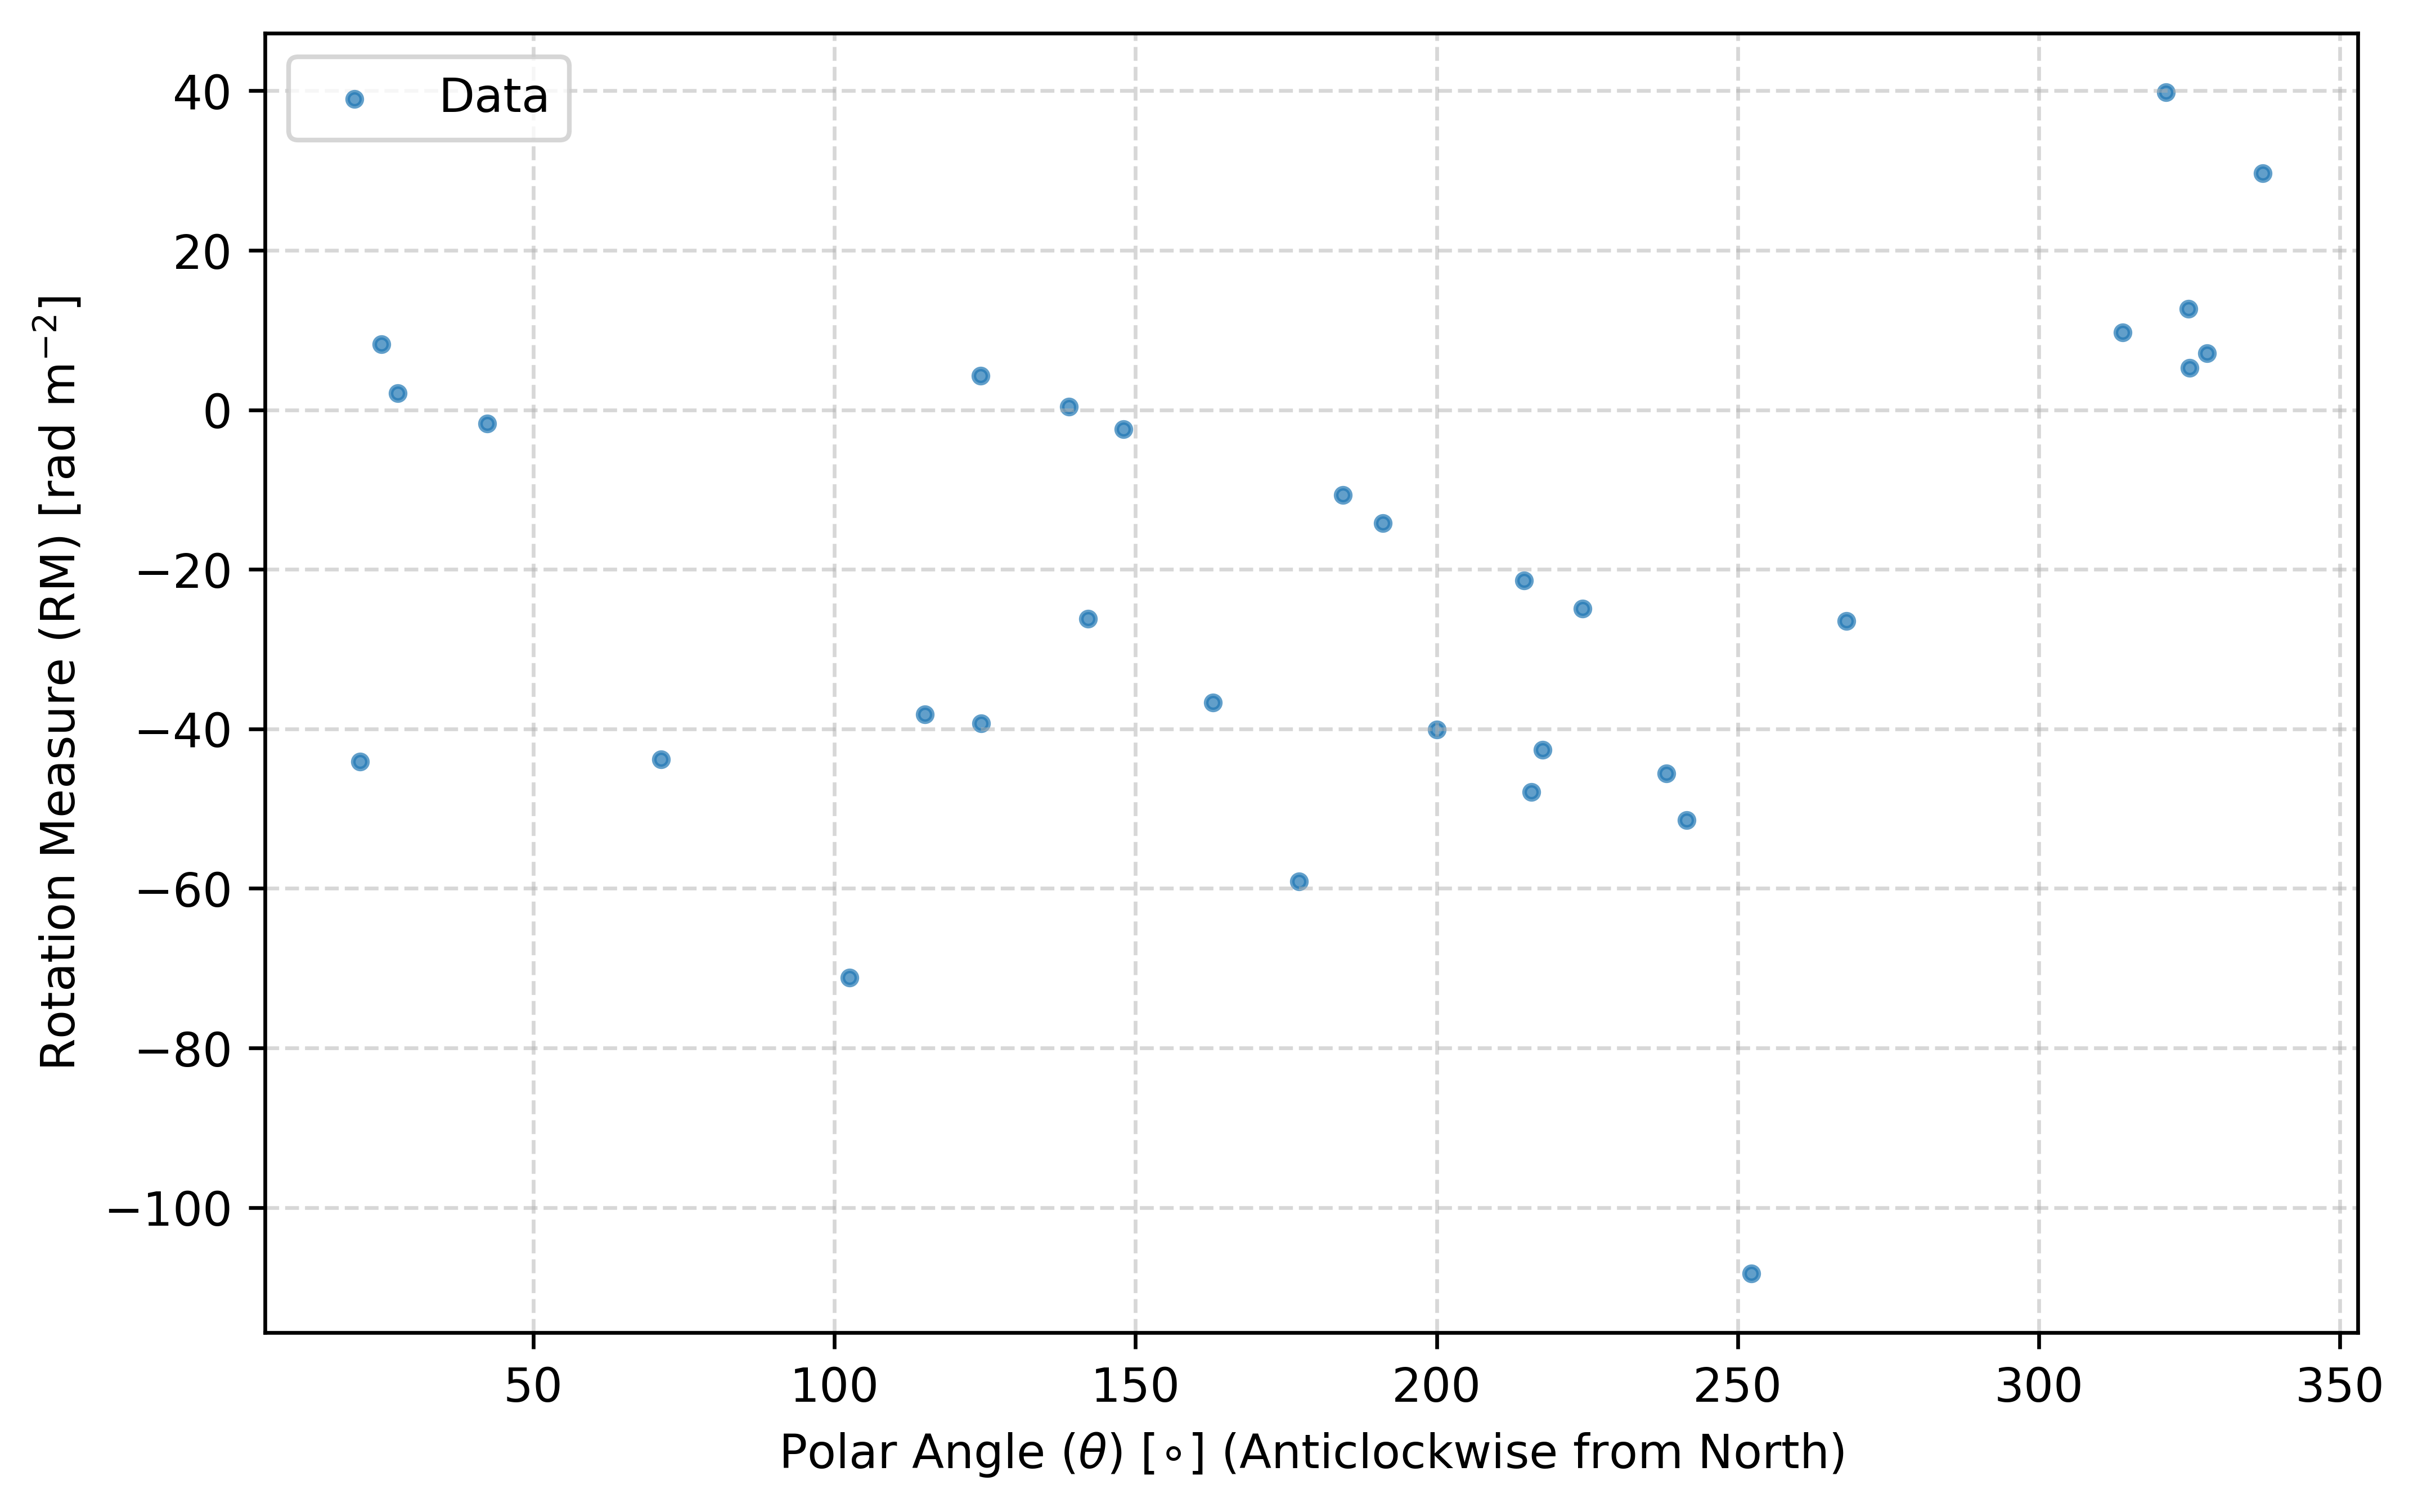 Data
Rotation Measure (RM) [rad m⁻²]
40
20
0
−20
−40
−60
−80
−100
50 100 150 200 250 300 350
Polar Angle (θ) [∘] (Anticlockwise from North)